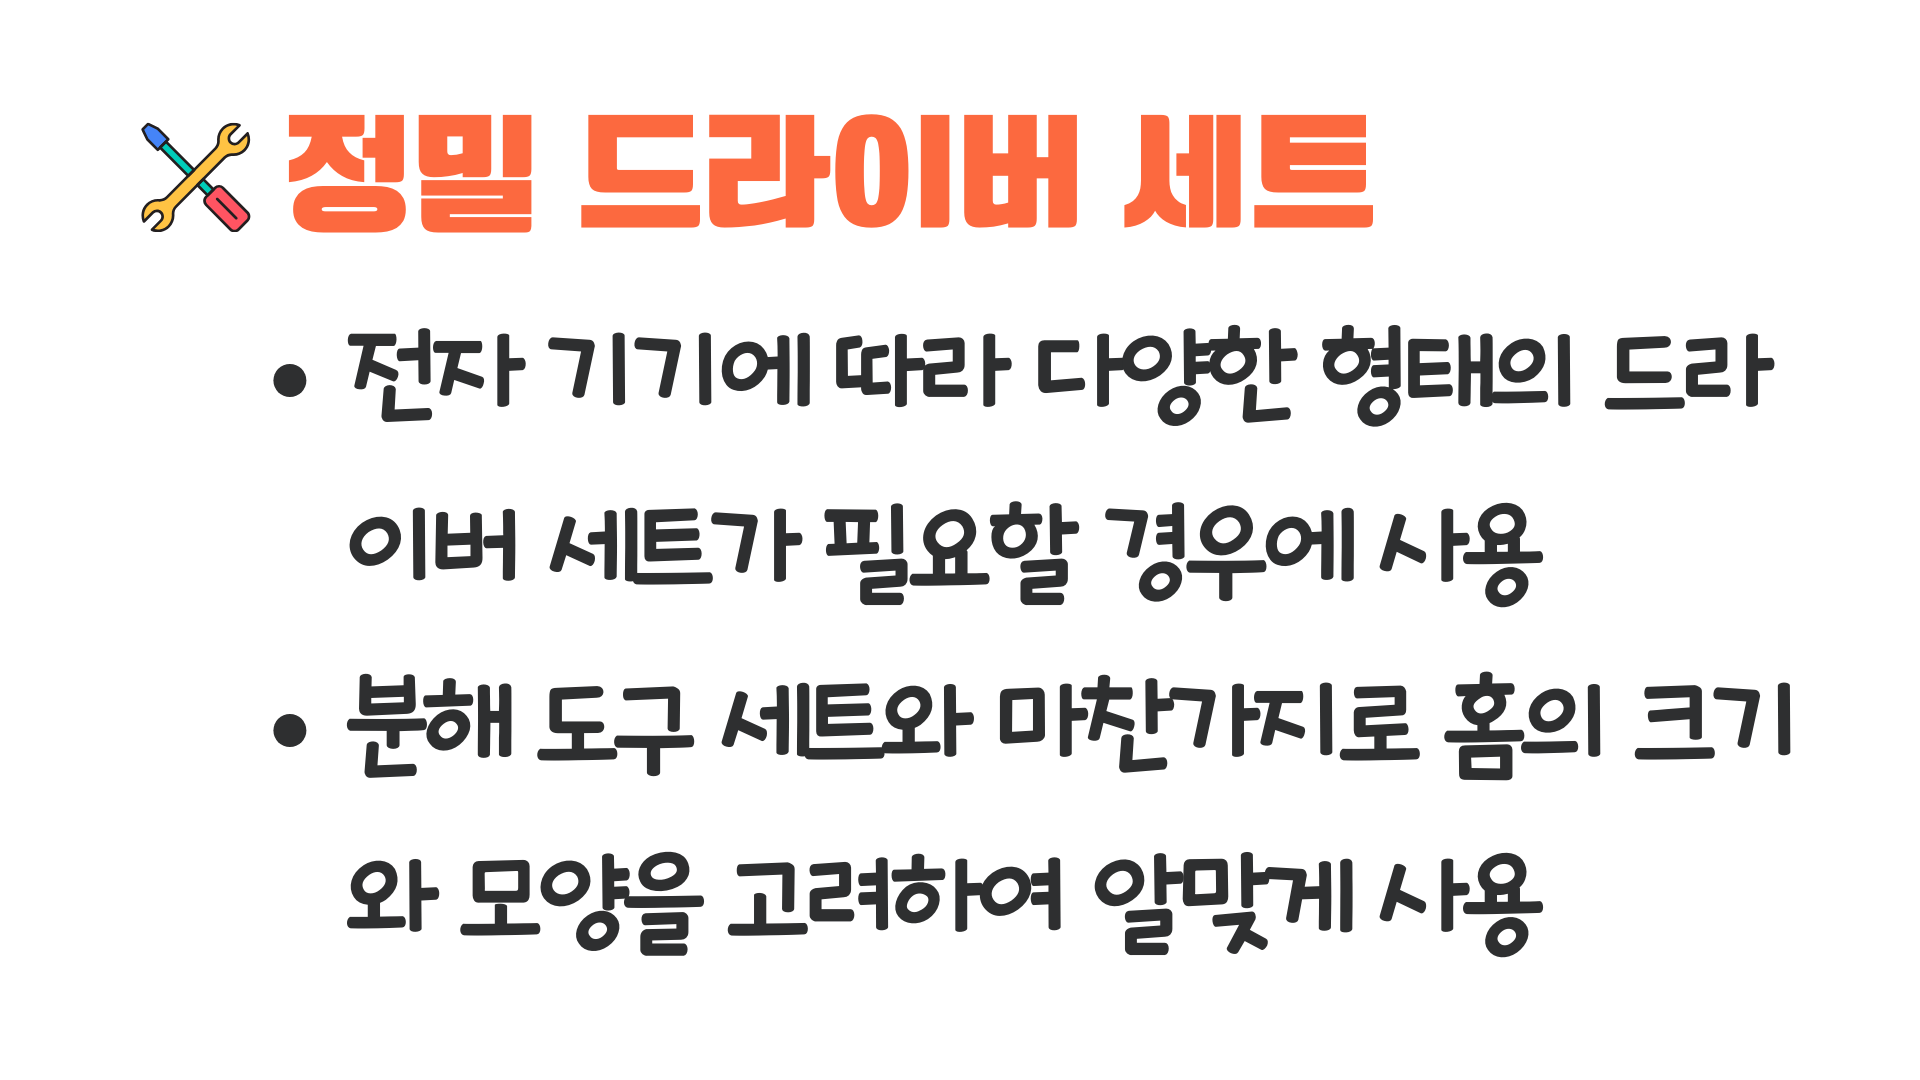 정밀 드라이버 세트
• 전자 기기에 따라 다양한 형태의 드라
이버 세트가 필요할 경우에 사용
• 분해 도구 세트와 마찬가지로 홈의 크기
와 모양을 고려하여 알맞게 사용